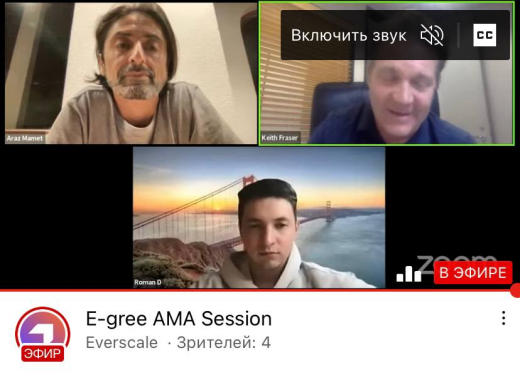 Включить звук
CC
Araz Mamet
Keith Fraser
Roman D
zoom
В ЭФИРЕ
E-gree AMA Session
Everscale · Зрителей: 4
ЭФИР